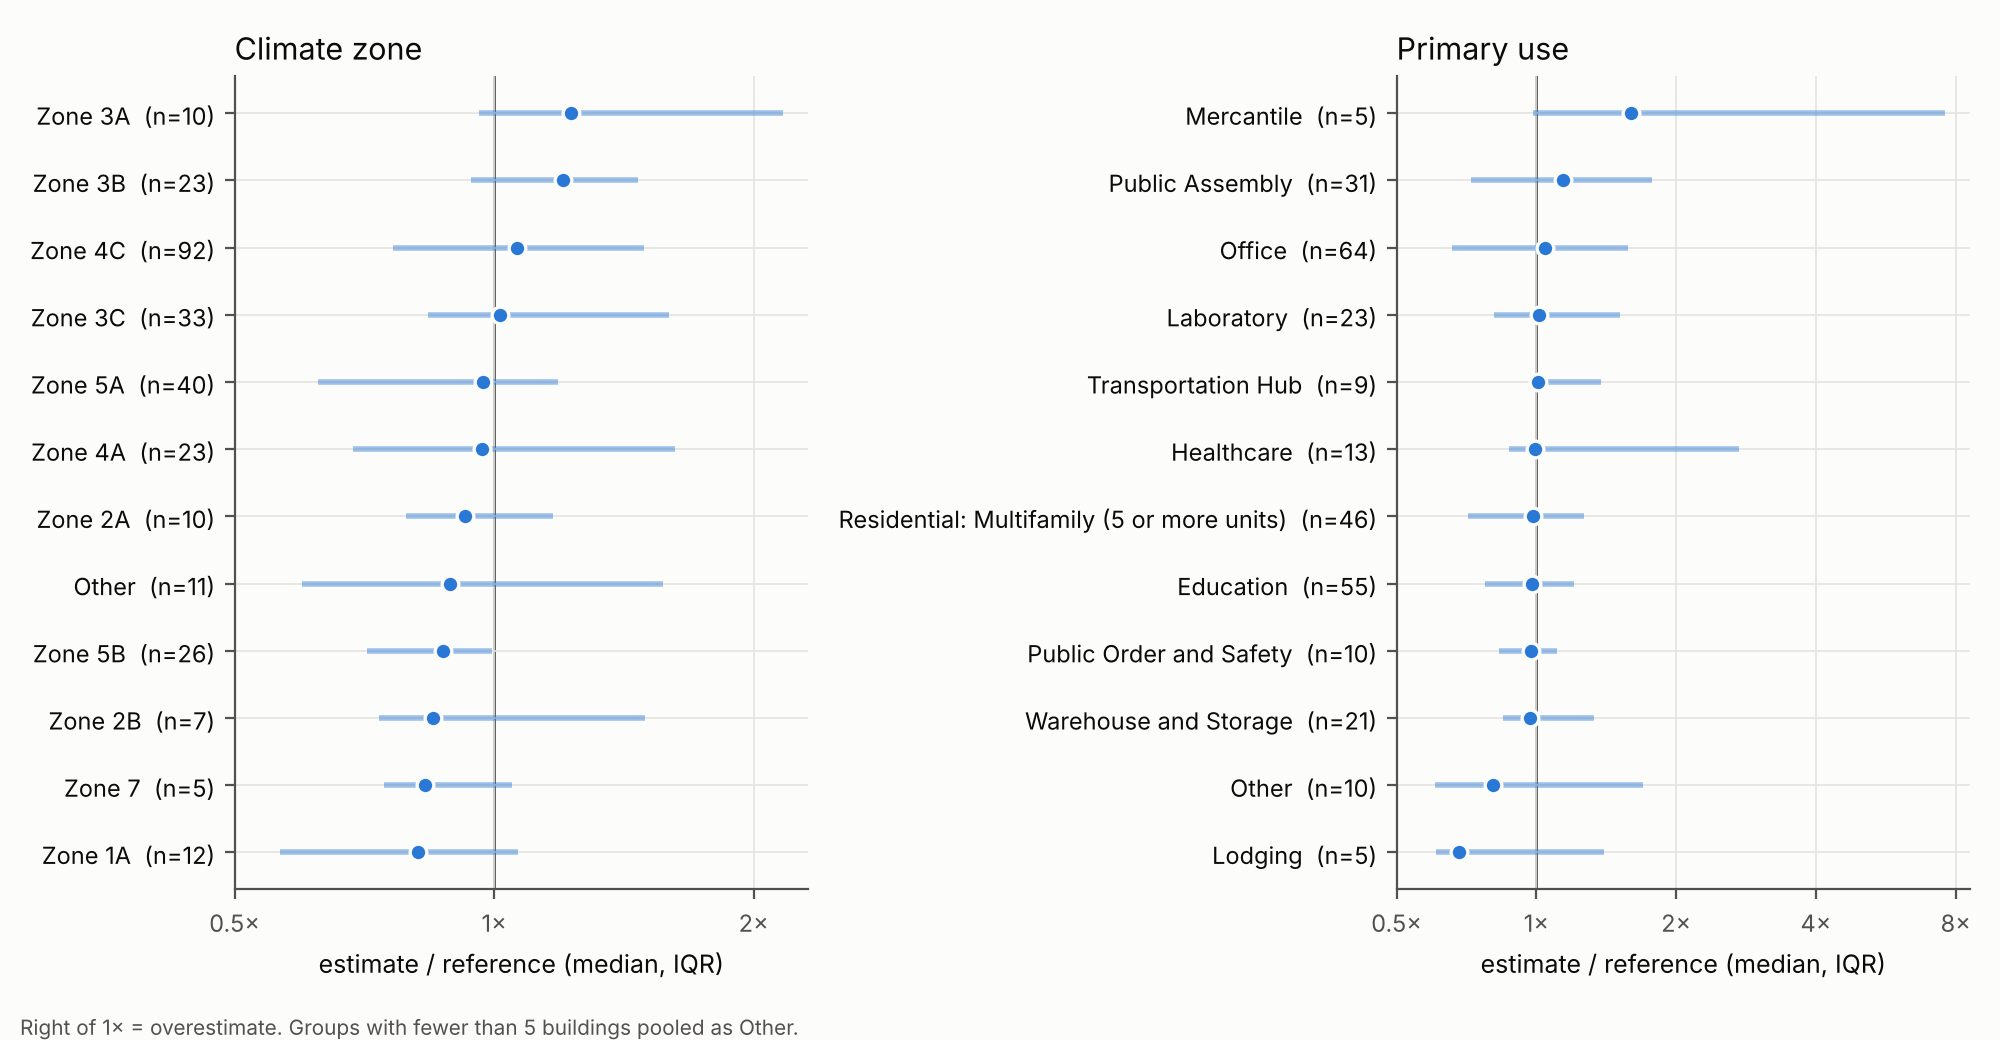 Climate zone
Zone 3A (n=10)
Zone 3B (n=23)
Zone 4C (n=92)
Zone 3C (n=33)
Zone 5A (n=40)
Zone 4A (n=23)
Zone 2A (n=10)
Other (n=11)
Zone 5B (n=26)
Zone 2B (n=7)
Zone 7 (n=5)
Zone 1A (n=12)
0.5× 1× 2×
estimate / reference (median, IQR)
Primary use
Mercantile (n=5)
Public Assembly (n=31)
Office (n=64)
Laboratory (n=23)
Transportation Hub (n=9)
Healthcare (n=13)
Residential: Multifamily (5 or more units) (n=46)
Education (n=55)
Public Order and Safety (n=10)
Warehouse and Storage (n=21)
Other (n=10)
Lodging (n=5)
0.5× 1× 2× 4× 8×
estimate / reference (median, IQR)
Right of 1× = overestimate. Groups with fewer than 5 buildings pooled as Other.